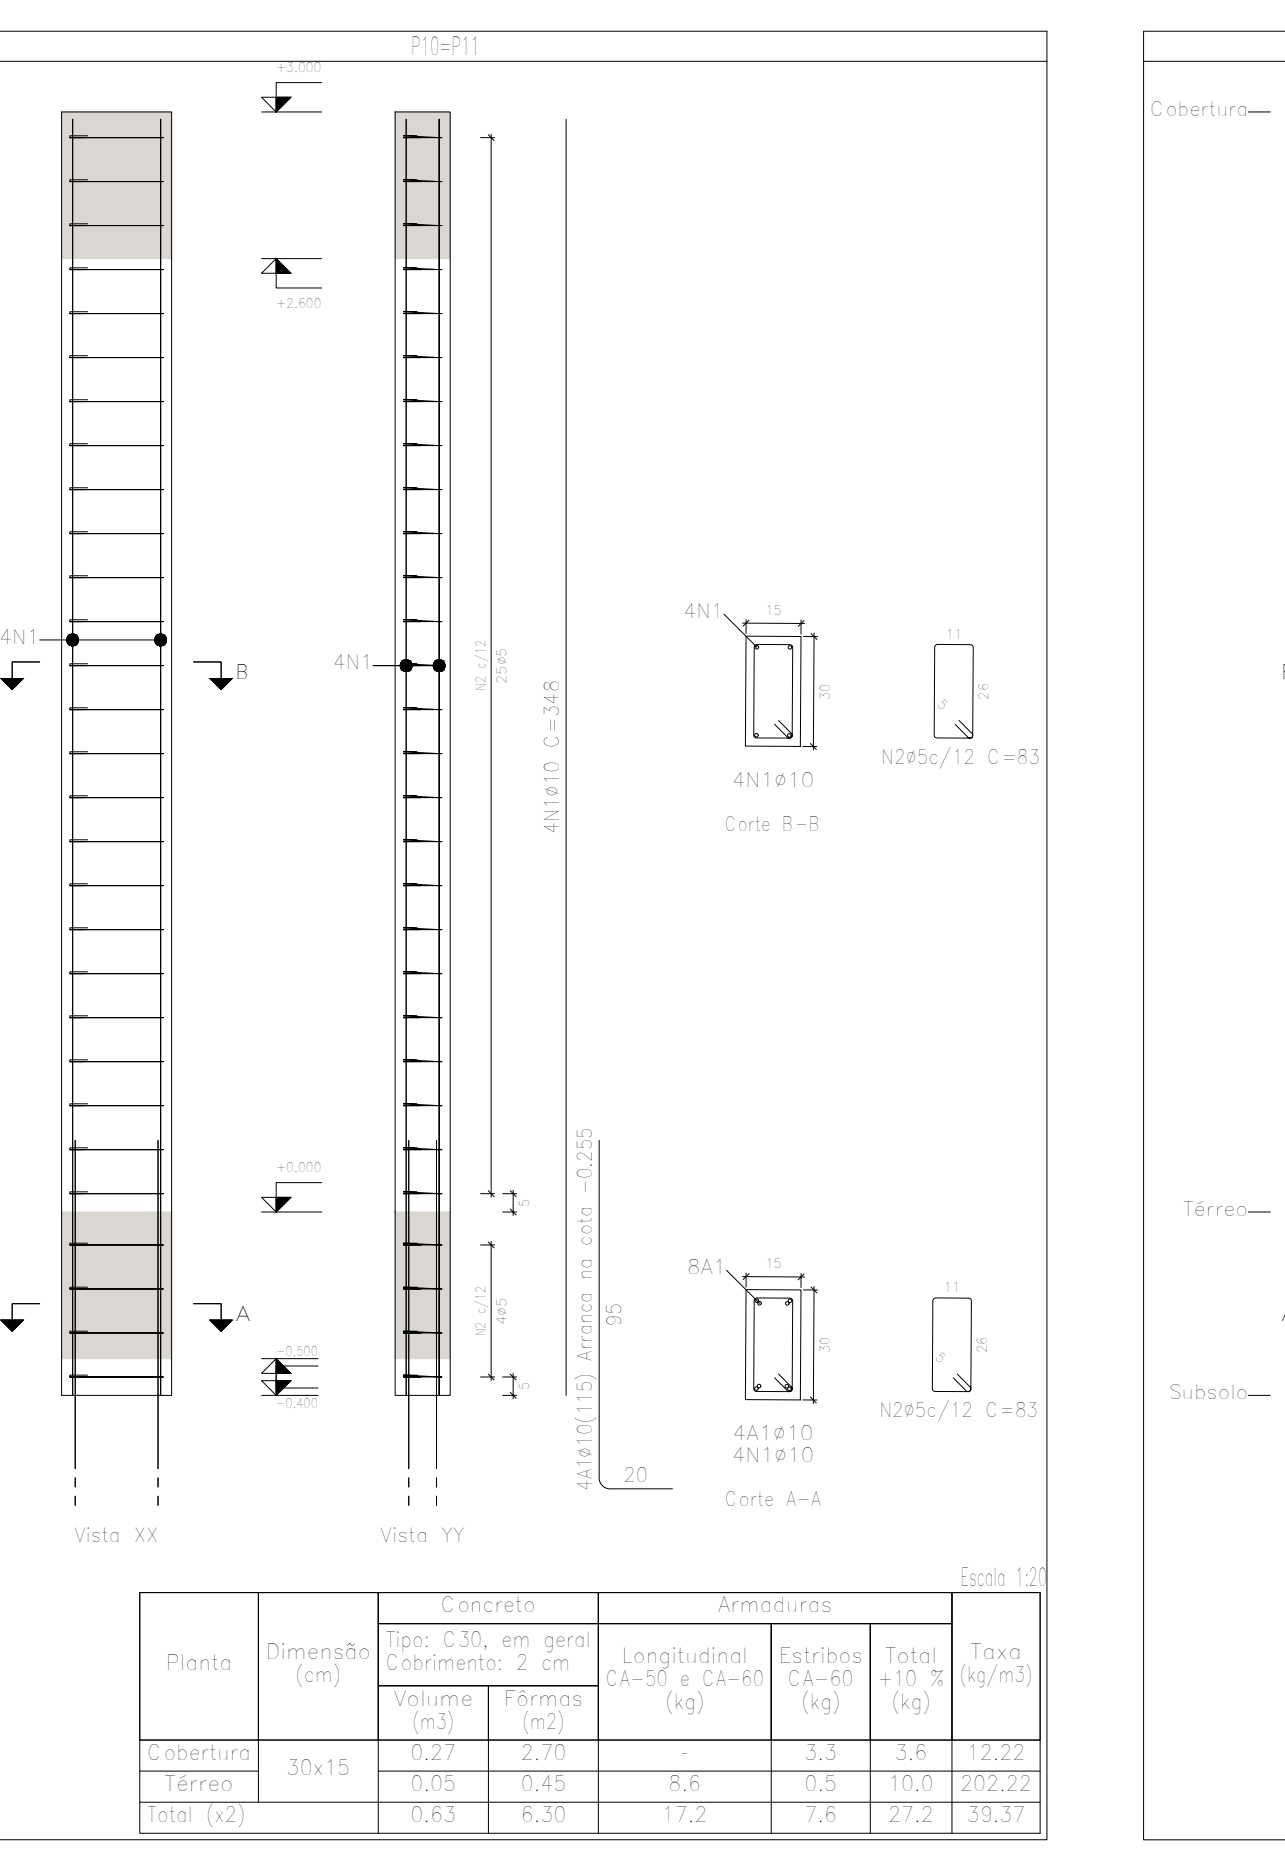 P10=P11
+3.000
Cobertura
+2.600
4N1
B
4N1
N2 c/12
25ø5
4N1ø10 C=348
4N1
15
30
4N1ø10
Corte B-B
11
26
5
N2ø5c/12 C=83
+0.000
5
Térreo
A
N2 c/12
4ø5
4A1ø10(115) Arranca na cota -0.255
95
20
8A1
15
30
4A1ø10
4N1ø10
Corte A-A
11
26
5
N2ø5c/12 C=83
-0.500
-0.400
5
Subsolo
Vista XX
Vista YY
Escala 1:20
Planta
Dimensão
(cm)
Concreto
Tipo: C30, em geral
Cobrimento: 2 cm
Volume
(m3)
Fôrmas
(m2)
Armaduras
Longitudinal
CA-50 e CA-60
(kg)
Estribos
CA-60
(kg)
Total
+10 %
(kg)
Taxa
(kg/m3)
Cobertura 30x15 0.27 2.70 - 3.3 3.6 12.22
Térreo 0.05 0.45 8.6 0.5 10.0 202.22
Total (x2) 0.63 6.30 17.2 7.6 27.2 39.37